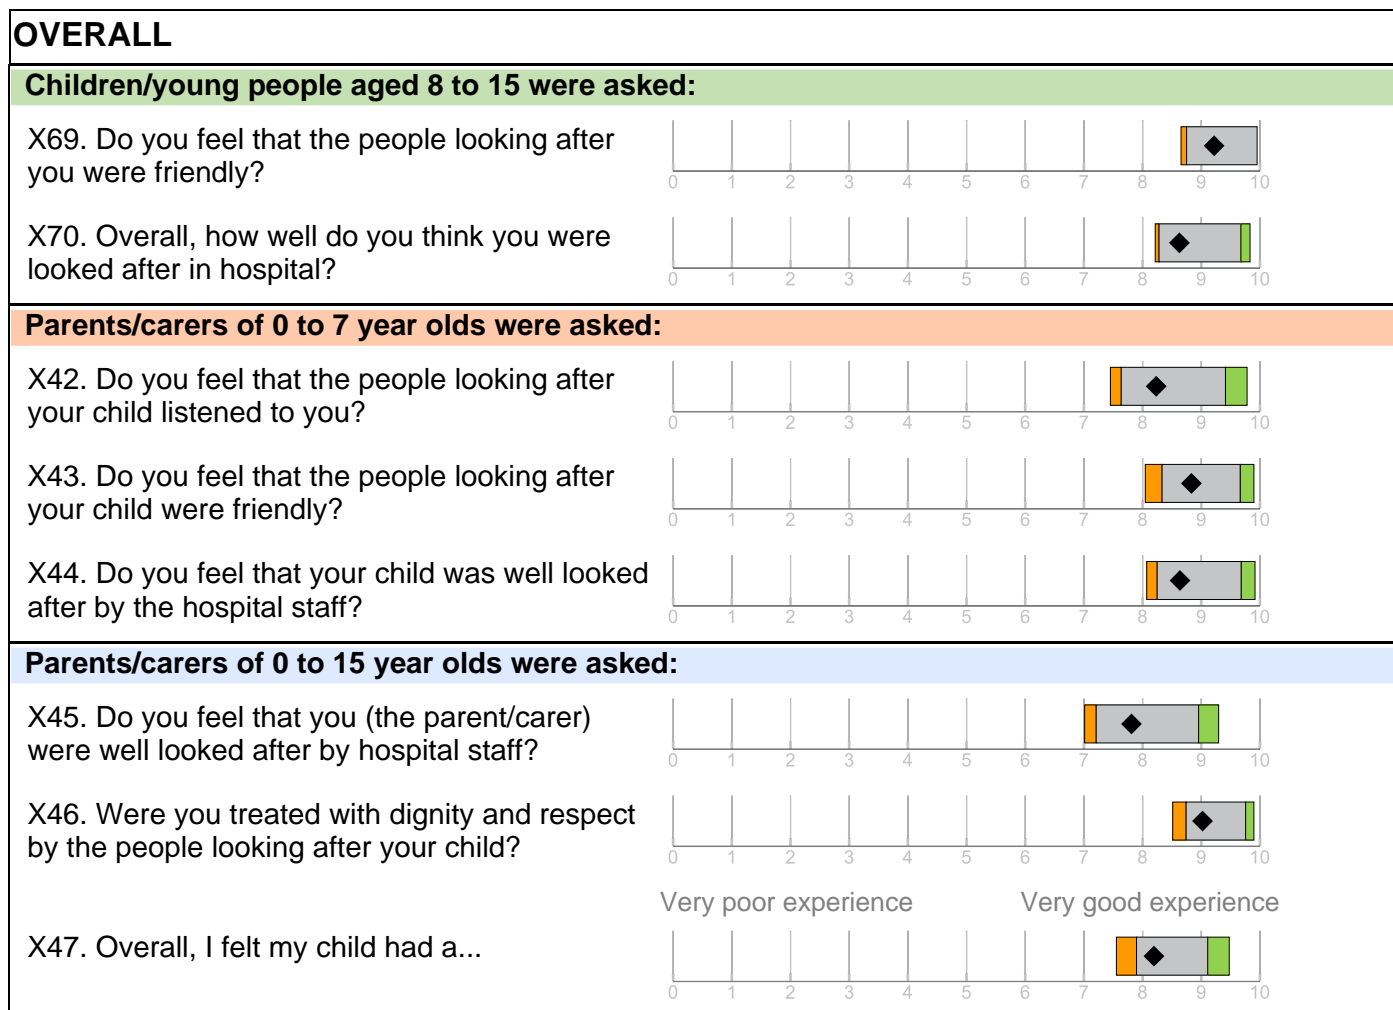 OVERALL
Children/young people aged 8 to 15 were asked:
X69. Do you feel that the people looking after
you were friendly?
0 1 2 3 4 5 6 7 8 9 10
X70. Overall, how well do you think you were
looked after in hospital?
0 1 2 3 4 5 6 7 8 9 10
Parents/carers of 0 to 7 year olds were asked:
X42. Do you feel that the people looking after
your child listened to you?
0 1 2 3 4 5 6 7 8 9 10
X43. Do you feel that the people looking after
your child were friendly?
0 1 2 3 4 5 6 7 8 9 10
X44. Do you feel that your child was well looked
after by the hospital staff?
0 1 2 3 4 5 6 7 8 9 10
Parents/carers of 0 to 15 year olds were asked:
X45. Do you feel that you (the parent/carer)
were well looked after by hospital staff?
0 1 2 3 4 5 6 7 8 9 10
X46. Were you treated with dignity and respect
by the people looking after your child?
0 1 2 3 4 5 6 7 8 9 10
Very poor experience Very good experience
X47. Overall, I felt my child had a...
0 1 2 3 4 5 6 7 8 9 10